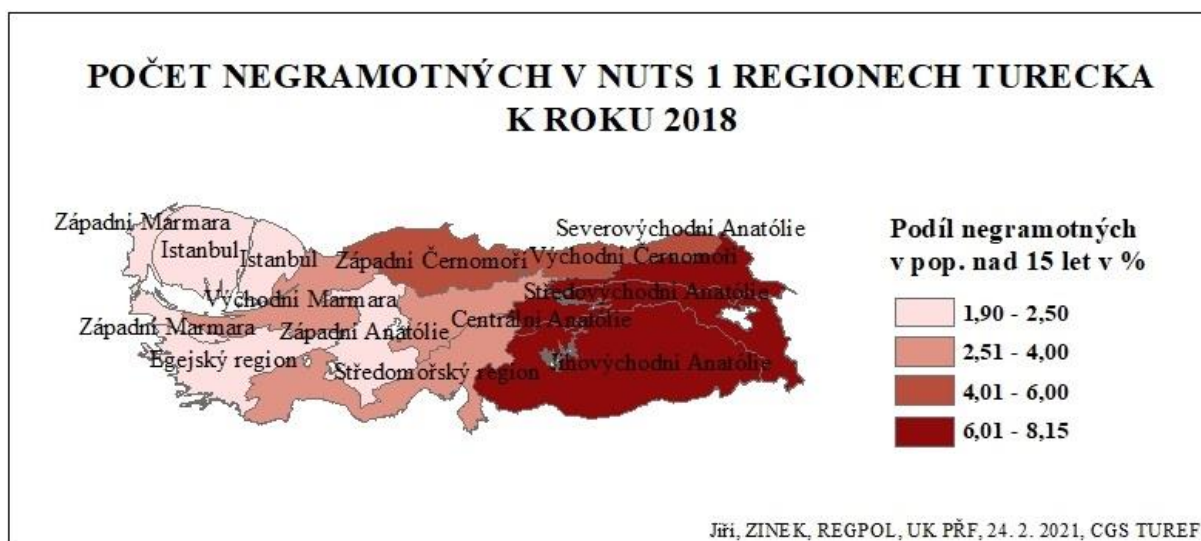 POČET NEGRAMOTNÝCH V NUTS 1 REGIONECH TURECKA
K ROKU 2018
Západní Marmara
Istanbul
Istanbul
Západní Černomoří
Severovýchodní Anatólie
Východní Černomoří
Východní Marmara
Středovýchodní Anatólie
Západní Marmara
Západní Anatólie
Centrální Anatólie
Egejský region
Středomořský region
Jihovýchodní Anatólie
Podíl negramotných
v pop. nad 15 let v %
1,90 - 2,50
2,51 - 4,00
4,01 - 6,00
6,01 - 8,15
Jiří, ZINEK, REGPOL, UK PŘF, 24. 2. 2021, CGS TUREF